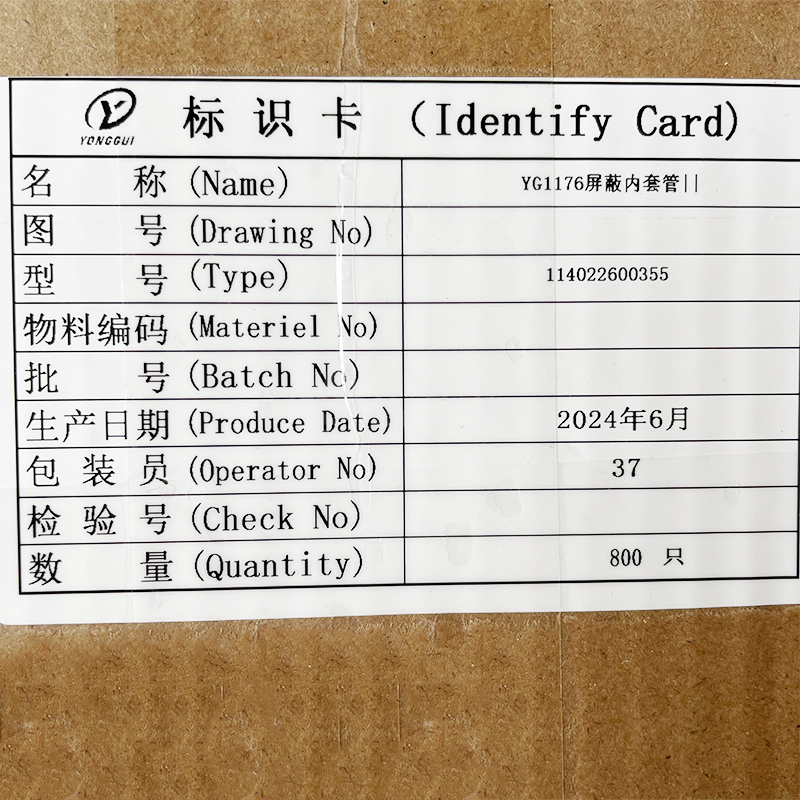 YONGGUI
标识卡 (Identify Card)
名称 (Name) YG1176屏蔽内套管||
图号 (Drawing No)
型号 (Type) 114022600355
物料编码 (Materiel No)
批号 (Batch No)
生产日期 (Produce Date) 2024年6月
包装员 (Operator No) 37
检验号 (Check No)
数量 (Quantity) 800 只